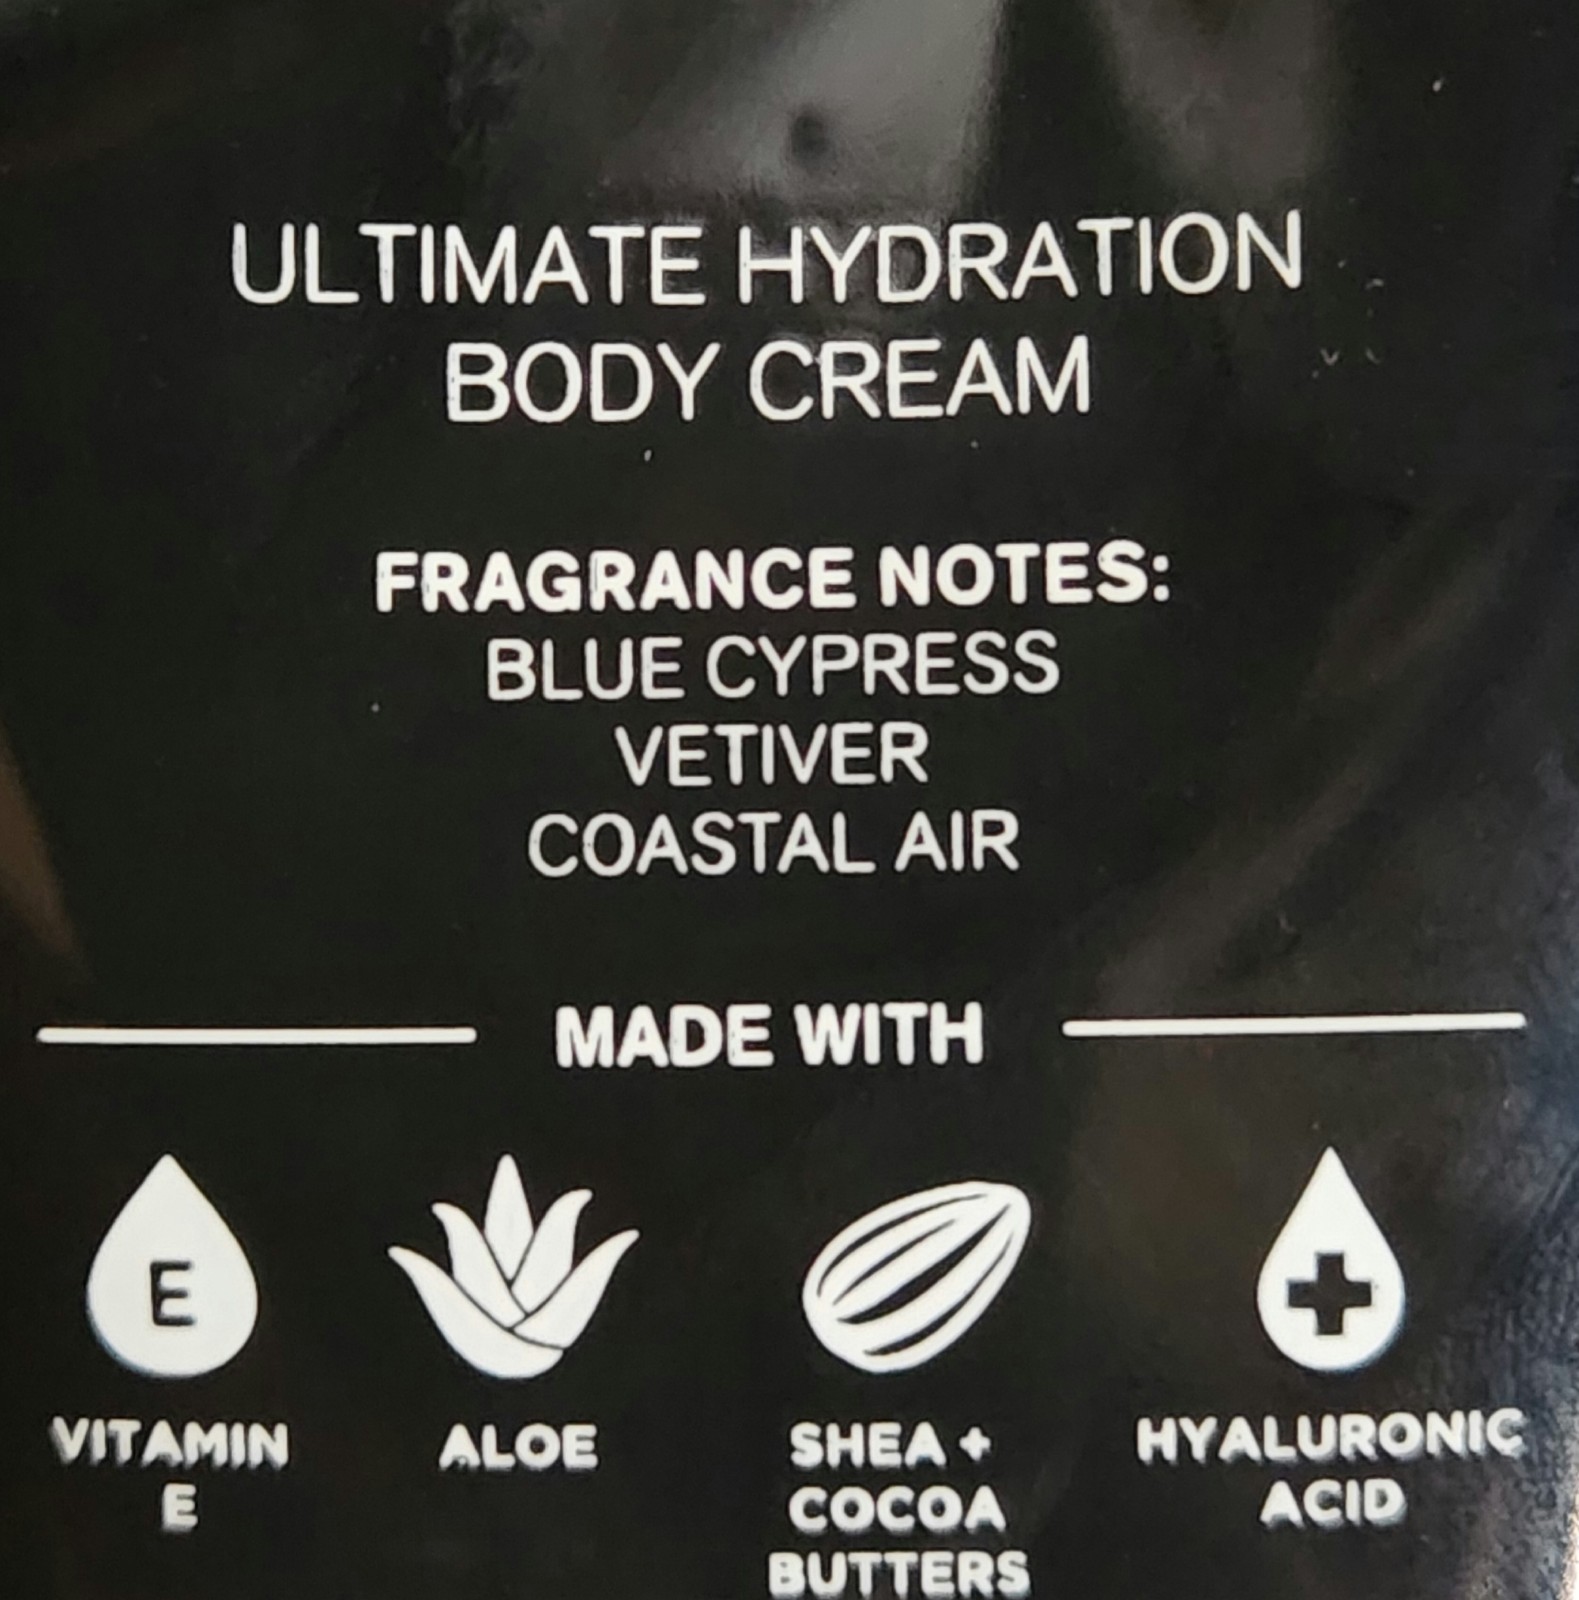 ULTIMATE HYDRATION
BODY CREAM
FRAGRANCE NOTES:
BLUE CYPRESS
VETIVER
COASTAL AIR
MADE WITH
E
VITAMIN
E
ALOE
SHEA +
COCOA
BUTTERS
HYALURONIC
ACID